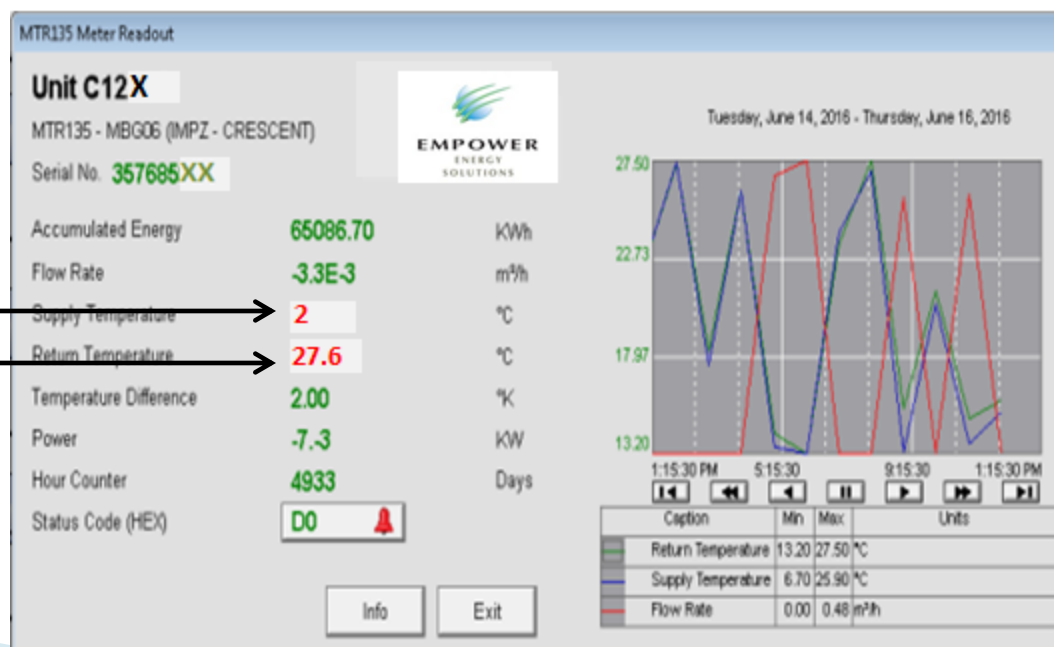 MTR135 Meter Readout
Unit C12X
MTR135 - MBG06 (IMPZ - CRESCENT)
Serial No. 357685XX
EMPOWER
ENERGY
SOLUTIONS
Accumulated Energy 65086.70 KWh
Flow Rate -3.3E-3 m³/h
Supply Temperature 2 °C
Return Temperature 27.6 °C
Temperature Difference 2.00 °K
Power -7.-3 KW
Hour Counter 4933 Days
Status Code (HEX) D0
Info Exit
Tuesday, June 14, 2016 - Thursday, June 16, 2016
27.50
22.73
17.97
13.20
1:15:30 PM 5:15:30 9:15:30 1:15:30 PM
Caption Min Max Units
Return Temperature 13.20 27.50 °C
Supply Temperature 6.70 25.90 °C
Flow Rate 0.00 0.48 m³/h